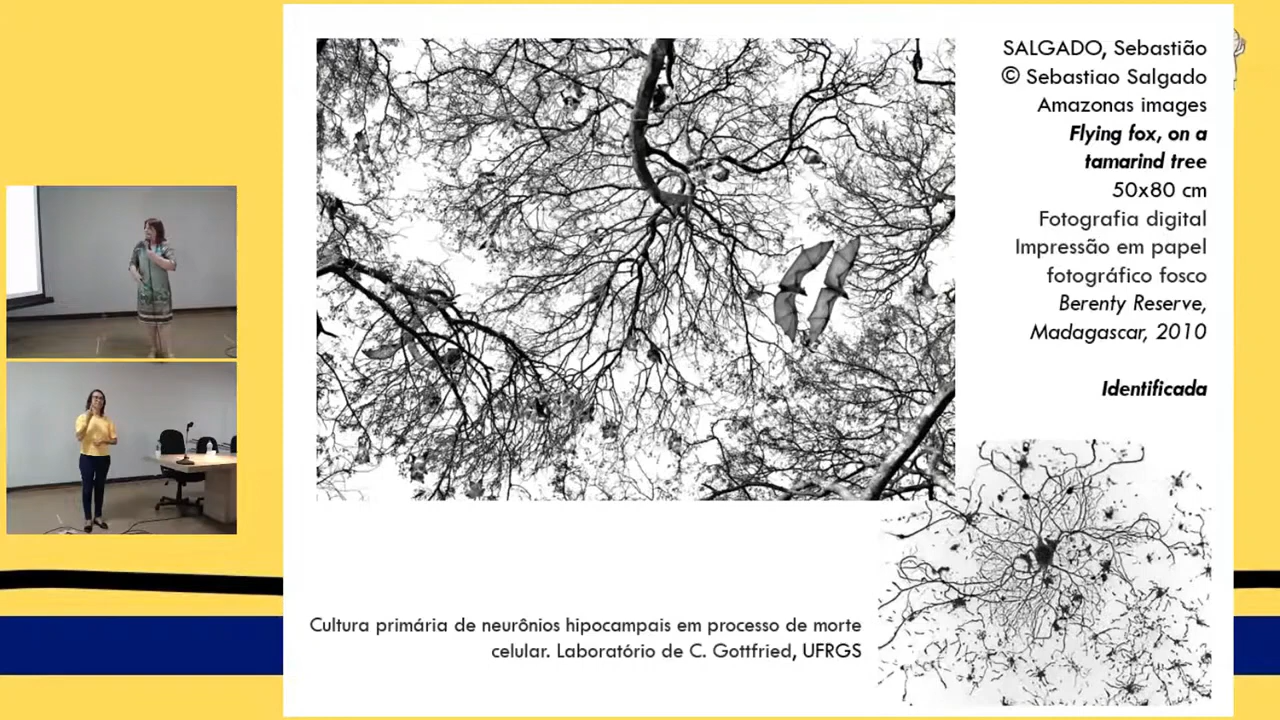 SALGADO, Sebastião
© Sebastiao Salgado
Amazonas images
Flying fox, on a
tamarind tree
50x80 cm
Fotografia digital
Impressão em papel
fotográfico fosco
Berenty Reserve,
Madagascar, 2010
Identificada
Cultura primária de neurônios hipocampais em processo de morte
celular. Laboratório de C. Gottfried, UFRGS